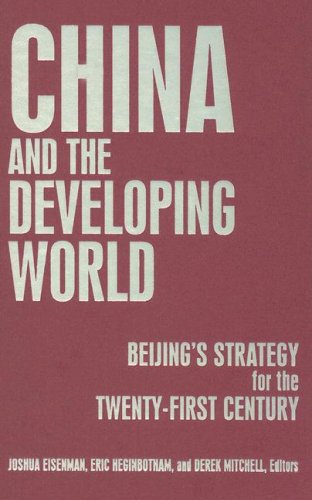 CHINA
AND THE
DEVELOPING
WORLD
BEIJING'S STRATEGY
for the
TWENTY-FIRST CENTURY
JOSHUA EISENMAN, ERIC HEGINBOTHAM, and DEREK MITCHELL, Editors